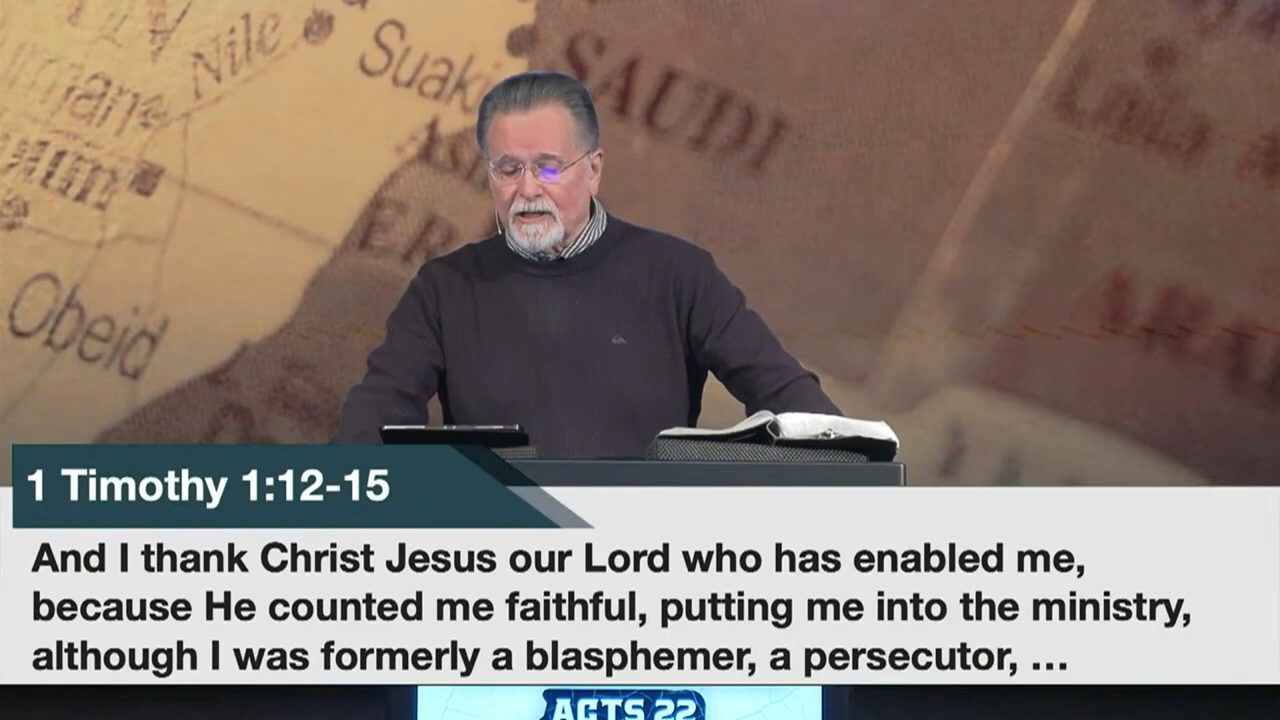 Nile
SAUDI
Obeid
1 Timothy 1:12-15
And I thank Christ Jesus our Lord who has enabled me,
because He counted me faithful, putting me into the ministry,
although I was formerly a blasphemer, a persecutor, ...
ACTS 22